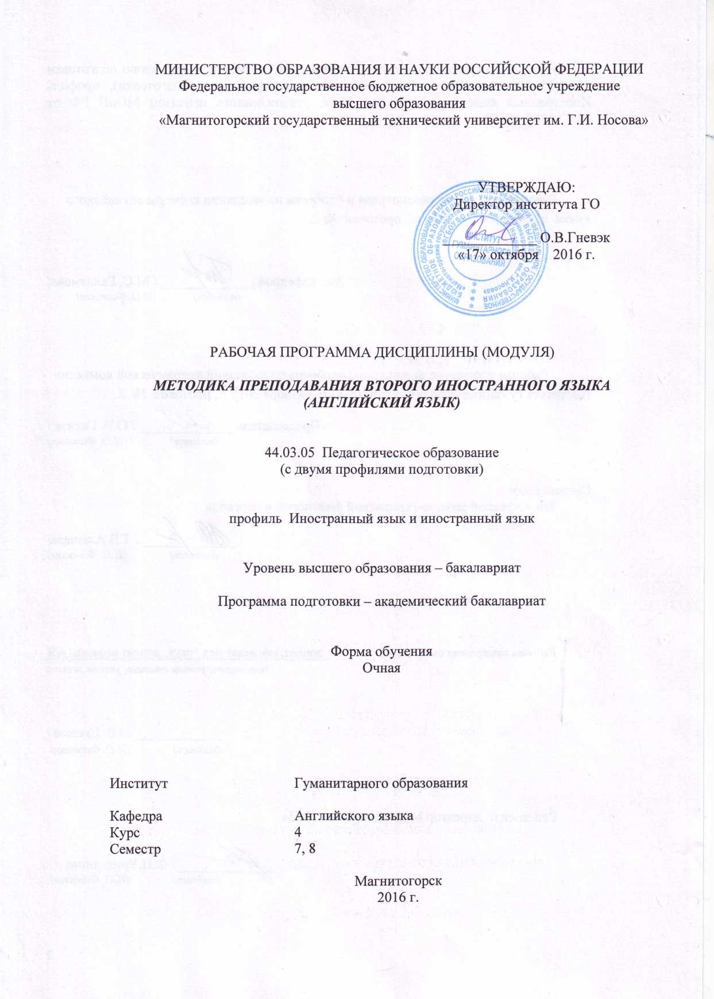 МИНИСТЕРСТВО ОБРАЗОВАНИЯ И НАУКИ РОССИЙСКОЙ ФЕДЕРАЦИИ
Федеральное государственное бюджетное образовательное учреждение
высшего образования
«Магнитогорский государственный технический университет им. Г.И. Носова»
УТВЕРЖДАЮ:
Директор института ГО
О.В.Гневэк
«17» октября 2016 г.
ИНСТИТУТ
ГУМАНИТАРНОГО
ОБРАЗОВАНИЯ
РАБОЧАЯ ПРОГРАММА ДИСЦИПЛИНЫ (МОДУЛЯ)
МЕТОДИКА ПРЕПОДАВАНИЯ ВТОРОГО ИНОСТРАННОГО ЯЗЫКА
(АНГЛИЙСКИЙ ЯЗЫК)
44.03.05 Педагогическое образование
(с двумя профилями подготовки)
профиль Иностранный язык и иностранный язык
Уровень высшего образования – бакалавриат
Программа подготовки – академический бакалавриат
Форма обучения
Очная
Институт Гуманитарного образования
Кафедра Английского языка
Курс 4
Семестр 7, 8
Магнитогорск
2016 г.